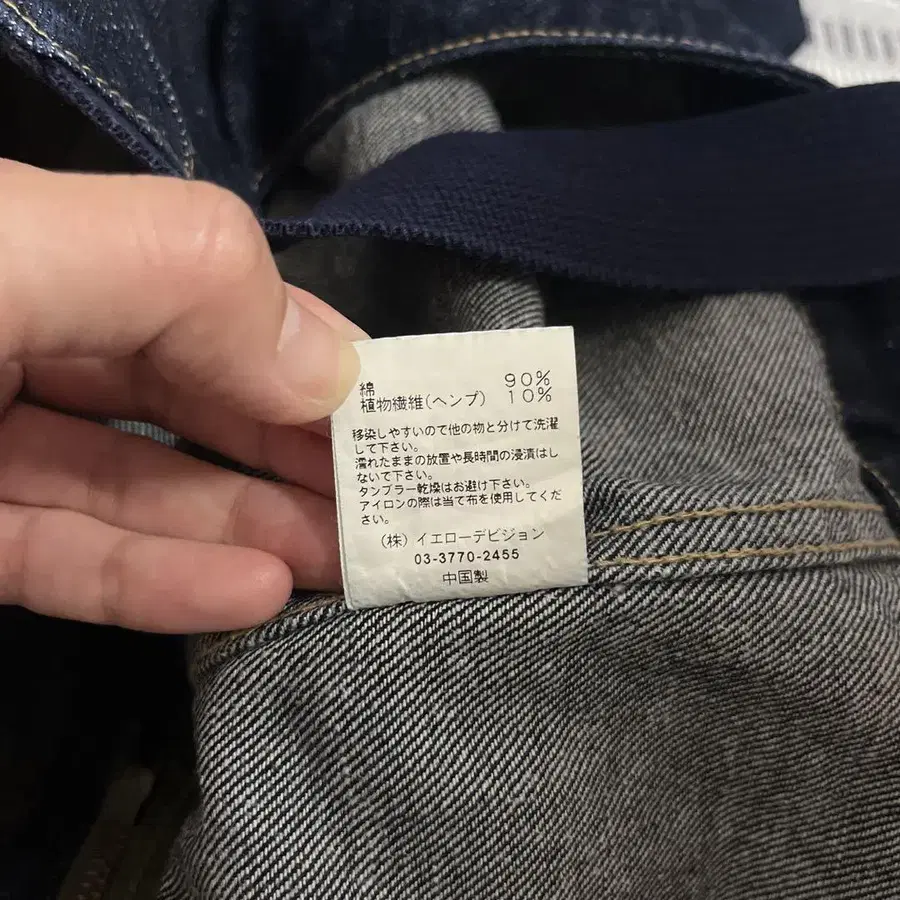 綿 90%
植物繊維(ヘンプ) 10%
移染しやすいので他の物と分けて洗濯
して下さい。
濡れたままの放置や長時間の浸漬はし
ないで下さい。
タンブラー乾燥はお避け下さい。
アイロンの際は当て布を使用してくだ
さい。
(株)イエローデビジョン
03-3770-2455
中国製